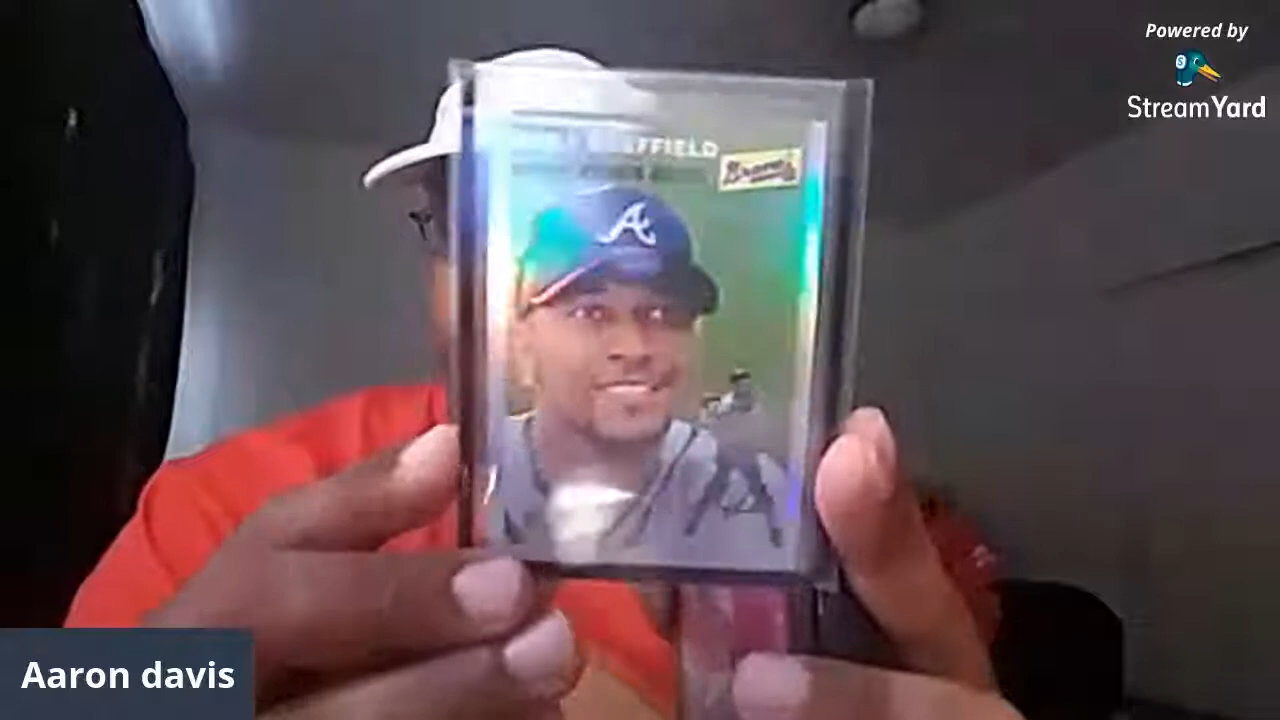 Powered by
StreamYard
SHEFFIELD
Braves
A
Aaron davis